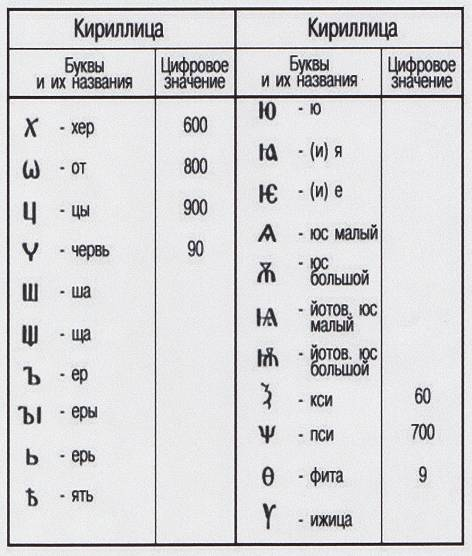 Кириллица
Буквы
и их названия
Цифровое
значение
Х - хер 600
Ѡ - от 800
Ц - цы 900
Ч - червь 90
Ш - ша
Щ - ща
Ъ - ер
ЪІ - еры
Ь - ерь
Ѣ - ять
Кириллица
Буквы
и их названия
Цифровое
значение
Ю - ю
Ꙗ - (и) я
Ѥ - (и) е
Ѧ - юс малый
Ѫ - юс
большой
Ѩ - йотов. юс
малый
Ѭ - йотов. юс
большой
Ѯ - кси 60
Ѱ - пси 700
Ѳ - фита 9
Ѵ - ижица